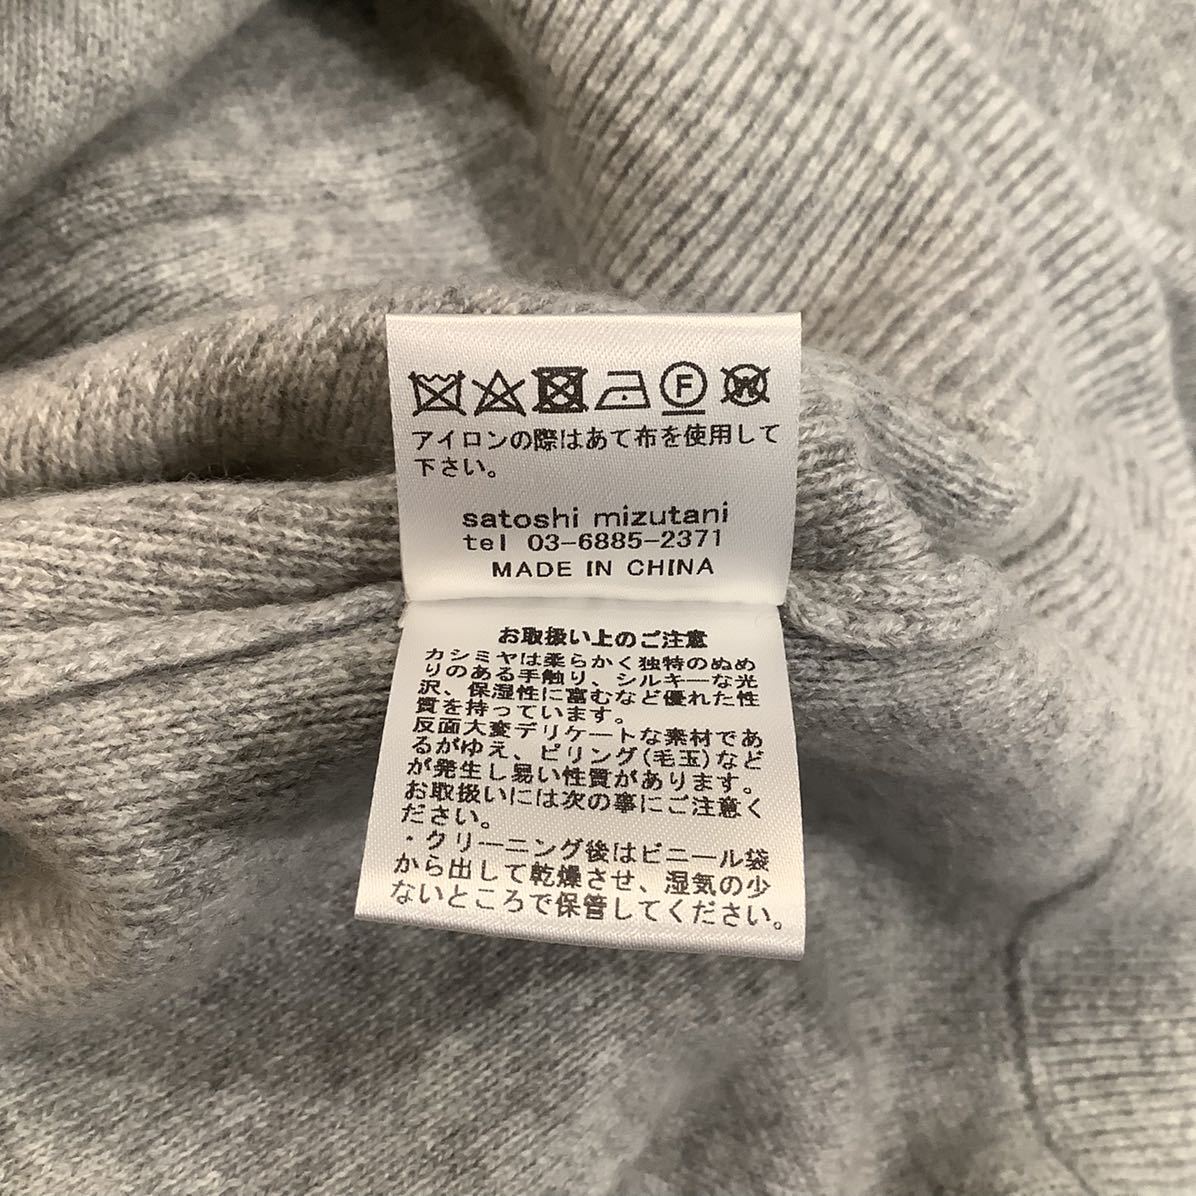 アイロンの際はあて布を使用して
下さい。
satoshi mizutani
tel 03-6885-2371
MADE IN CHINA
お取扱い上のご注意
カシミヤは柔らかく独特のぬめ
りのある手触り、シルキーな光
沢、保湿性に富むなど優れた性
質を持っています。
反面大変デリケートな素材であ
るがゆえ、ピリング(毛玉)など
が発生し易い性質があります。
お取扱いには次の事にご注意く
ださい。
・クリーニング後はビニール袋
から出して乾燥させ、湿気の少
ないところで保管してください。